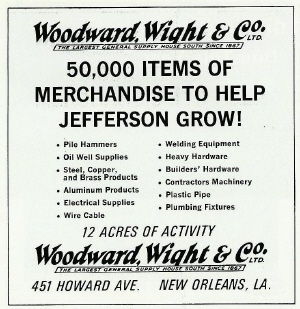 Woodward, Wight & Co. LTD.
THE LARGEST GENERAL SUPPLY HOUSE SOUTH SINCE 1867
50,000 ITEMS OF
MERCHANDISE TO HELP
JEFFERSON GROW!
• Pile Hammers
• Oil Well Supplies
• Steel, Copper,
and Brass Products
• Aluminum Products
• Electrical Supplies
• Wire Cable
• Welding Equipment
• Heavy Hardware
• Builders' Hardware
• Contractors Machinery
• Plastic Pipe
• Plumbing Fixtures
12 ACRES OF ACTIVITY
Woodward, Wight & Co. LTD.
THE LARGEST GENERAL SUPPLY HOUSE SOUTH SINCE 1867
451 HOWARD AVE. NEW ORLEANS, LA.